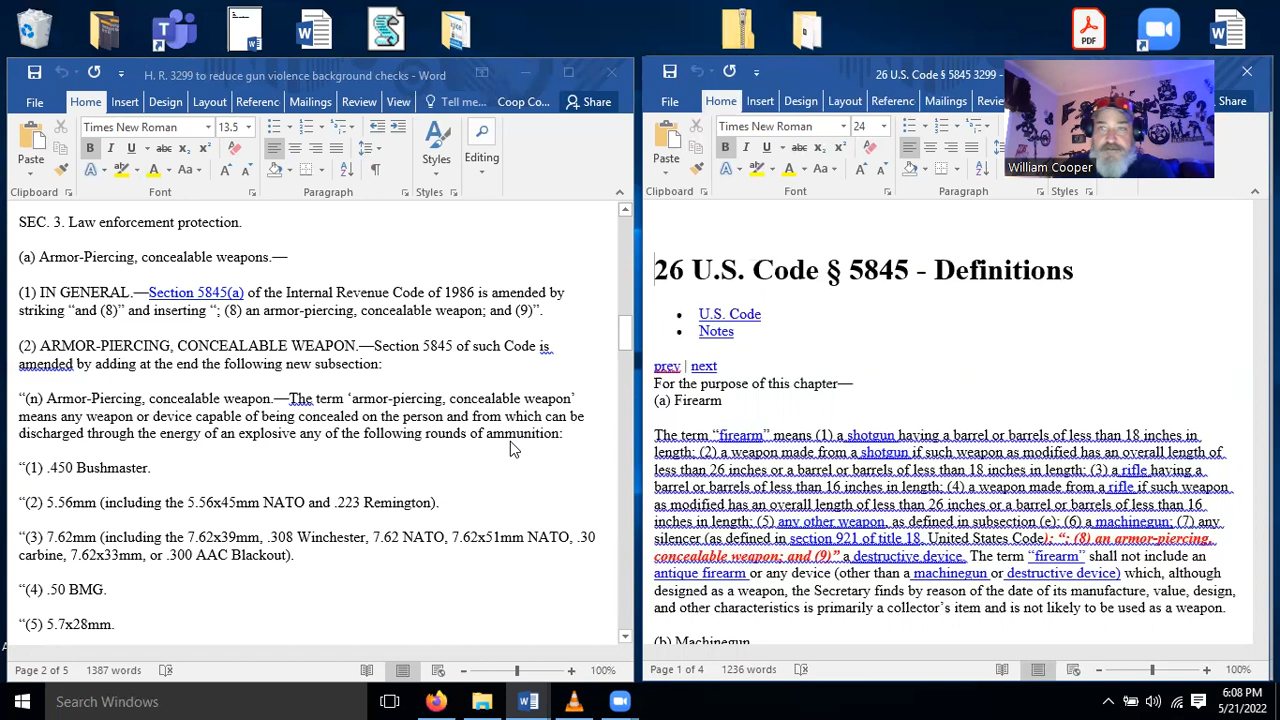 PDF
H. R. 3299 to reduce gun violence background checks - Word
File Home Insert Design Layout Referenc Mailings Review View Tell me... Coop Co... Share
Times New Roman 13.5
Paste
B I U abc x₂ x²
Styles Editing
Clipboard Font Paragraph Styles
SEC. 3. Law enforcement protection.
(a) Armor-Piercing, concealable weapons.—
(1) IN GENERAL.—Section 5845(a) of the Internal Revenue Code of 1986 is amended by
striking “and (8)” and inserting “; (8) an armor-piercing, concealable weapon; and (9)”.
(2) ARMOR-PIERCING, CONCEALABLE WEAPON.—Section 5845 of such Code is
amended by adding at the end the following new subsection:
“(n) Armor-Piercing, concealable weapon.—The term ‘armor-piercing, concealable weapon’
means any weapon or device capable of being concealed on the person and from which can be
discharged through the energy of an explosive any of the following rounds of ammunition:
“(1) .450 Bushmaster.
“(2) 5.56mm (including the 5.56x45mm NATO and .223 Remington).
“(3) 7.62mm (including the 7.62x39mm, .308 Winchester, 7.62 NATO, 7.62x51mm NATO, .30
carbine, 7.62x33mm, or .300 AAC Blackout).
“(4) .50 BMG.
“(5) 5.7x28mm.
Page 2 of 5 1387 words 100%
26 U.S. Code § 5845 3299 -
File Home Insert Design Layout Referenc Mailings Share
Times New Roman 24
Paste
B I U abc x₂
Clipboard Font Paragraph Styles
William Cooper
26 U.S. Code § 5845 - Definitions
• U.S. Code
• Notes
prev | next
For the purpose of this chapter—
(a) Firearm
The term “firearm” means (1) a shotgun having a barrel or barrels of less than 18 inches in
length; (2) a weapon made from a shotgun if such weapon as modified has an overall length of
less than 26 inches or a barrel or barrels of less than 18 inches in length; (3) a rifle having a
barrel or barrels of less than 16 inches in length; (4) a weapon made from a rifle if such weapon
as modified has an overall length of less than 26 inches or a barrel or barrels of less than 16
inches in length; (5) any other weapon, as defined in subsection (e); (6) a machinegun; (7) any
silencer (as defined in section 921 of title 18, United States Code); “; (8) an armor-piercing,
concealable weapon; and (9)” a destructive device. The term “firearm” shall not include an
antique firearm or any device (other than a machinegun or destructive device) which, although
designed as a weapon, the Secretary finds by reason of the date of its manufacture, value, design,
and other characteristics is primarily a collector’s item and is not likely to be used as a weapon.
(b) Machinegun
Page 1 of 4 1236 words 100%
Search Windows
6:08 PM
5/21/2022